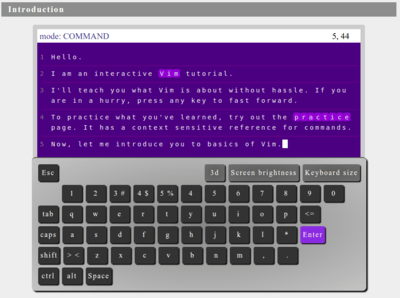 Introduction
mode: COMMAND 5, 44
1 Hello.
2 I am an interactive Vim tutorial.
3 I'll teach you what Vim is about without hassle. If you
are in a hurry, press any key to fast forward.
4 To practice what you've learned, try out the practice
page. It has a context sensitive reference for commands.
5 Now, let me introduce you to basics of Vim.
Esc 3d Screen brightness Keyboard size
1 2 3 # 4 $ 5 % 4 5 6 7 8 9 0
tab q w e r t y u i o p <=
caps a s d f g h j k l * Enter
shift > < z x c v b n m , .
ctrl alt Space